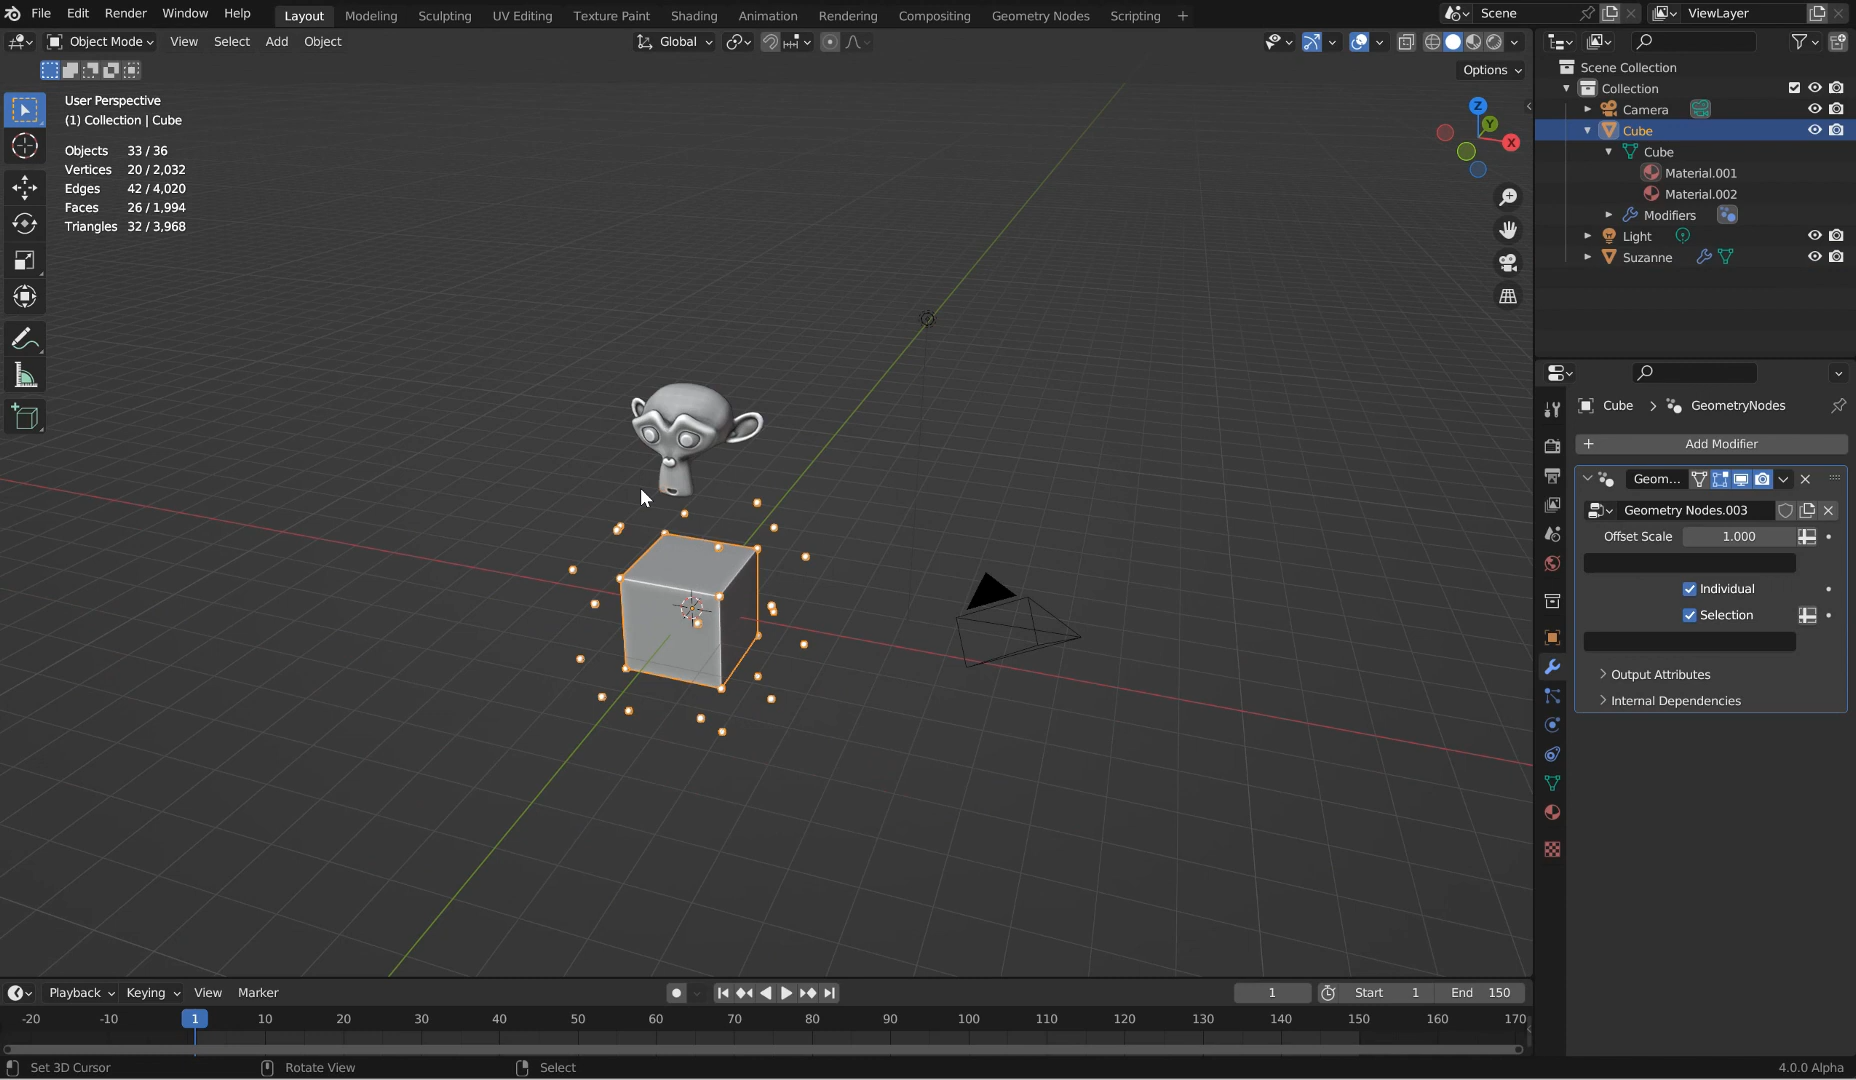 File Edit Render Window Help Layout Modeling Sculpting UV Editing Texture Paint Shading Animation Rendering Compositing Geometry Nodes Scripting + Scene ViewLayer
Object Mode View Select Add Object Global
Options
User Perspective
(1) Collection | Cube
Objects 33 / 36
Vertices 20 / 2,032
Edges 42 / 4,020
Faces 26 / 1,994
Triangles 32 / 3,968
Z
Y
X
Scene Collection
Collection
Camera
Cube
Cube
Material.001
Material.002
Modifiers
Light
Suzanne
Cube > GeometryNodes
+ Add Modifier
Geom...
Geometry Nodes.003
Offset Scale 1.000
Individual
Selection
Output Attributes
Internal Dependencies
Playback Keying View Marker 1 Start 1 End 150
-20 -10 1 10 20 30 40 50 60 70 80 90 100 110 120 130 140 150 160 170
Set 3D Cursor Rotate View Select 4.0.0 Alpha